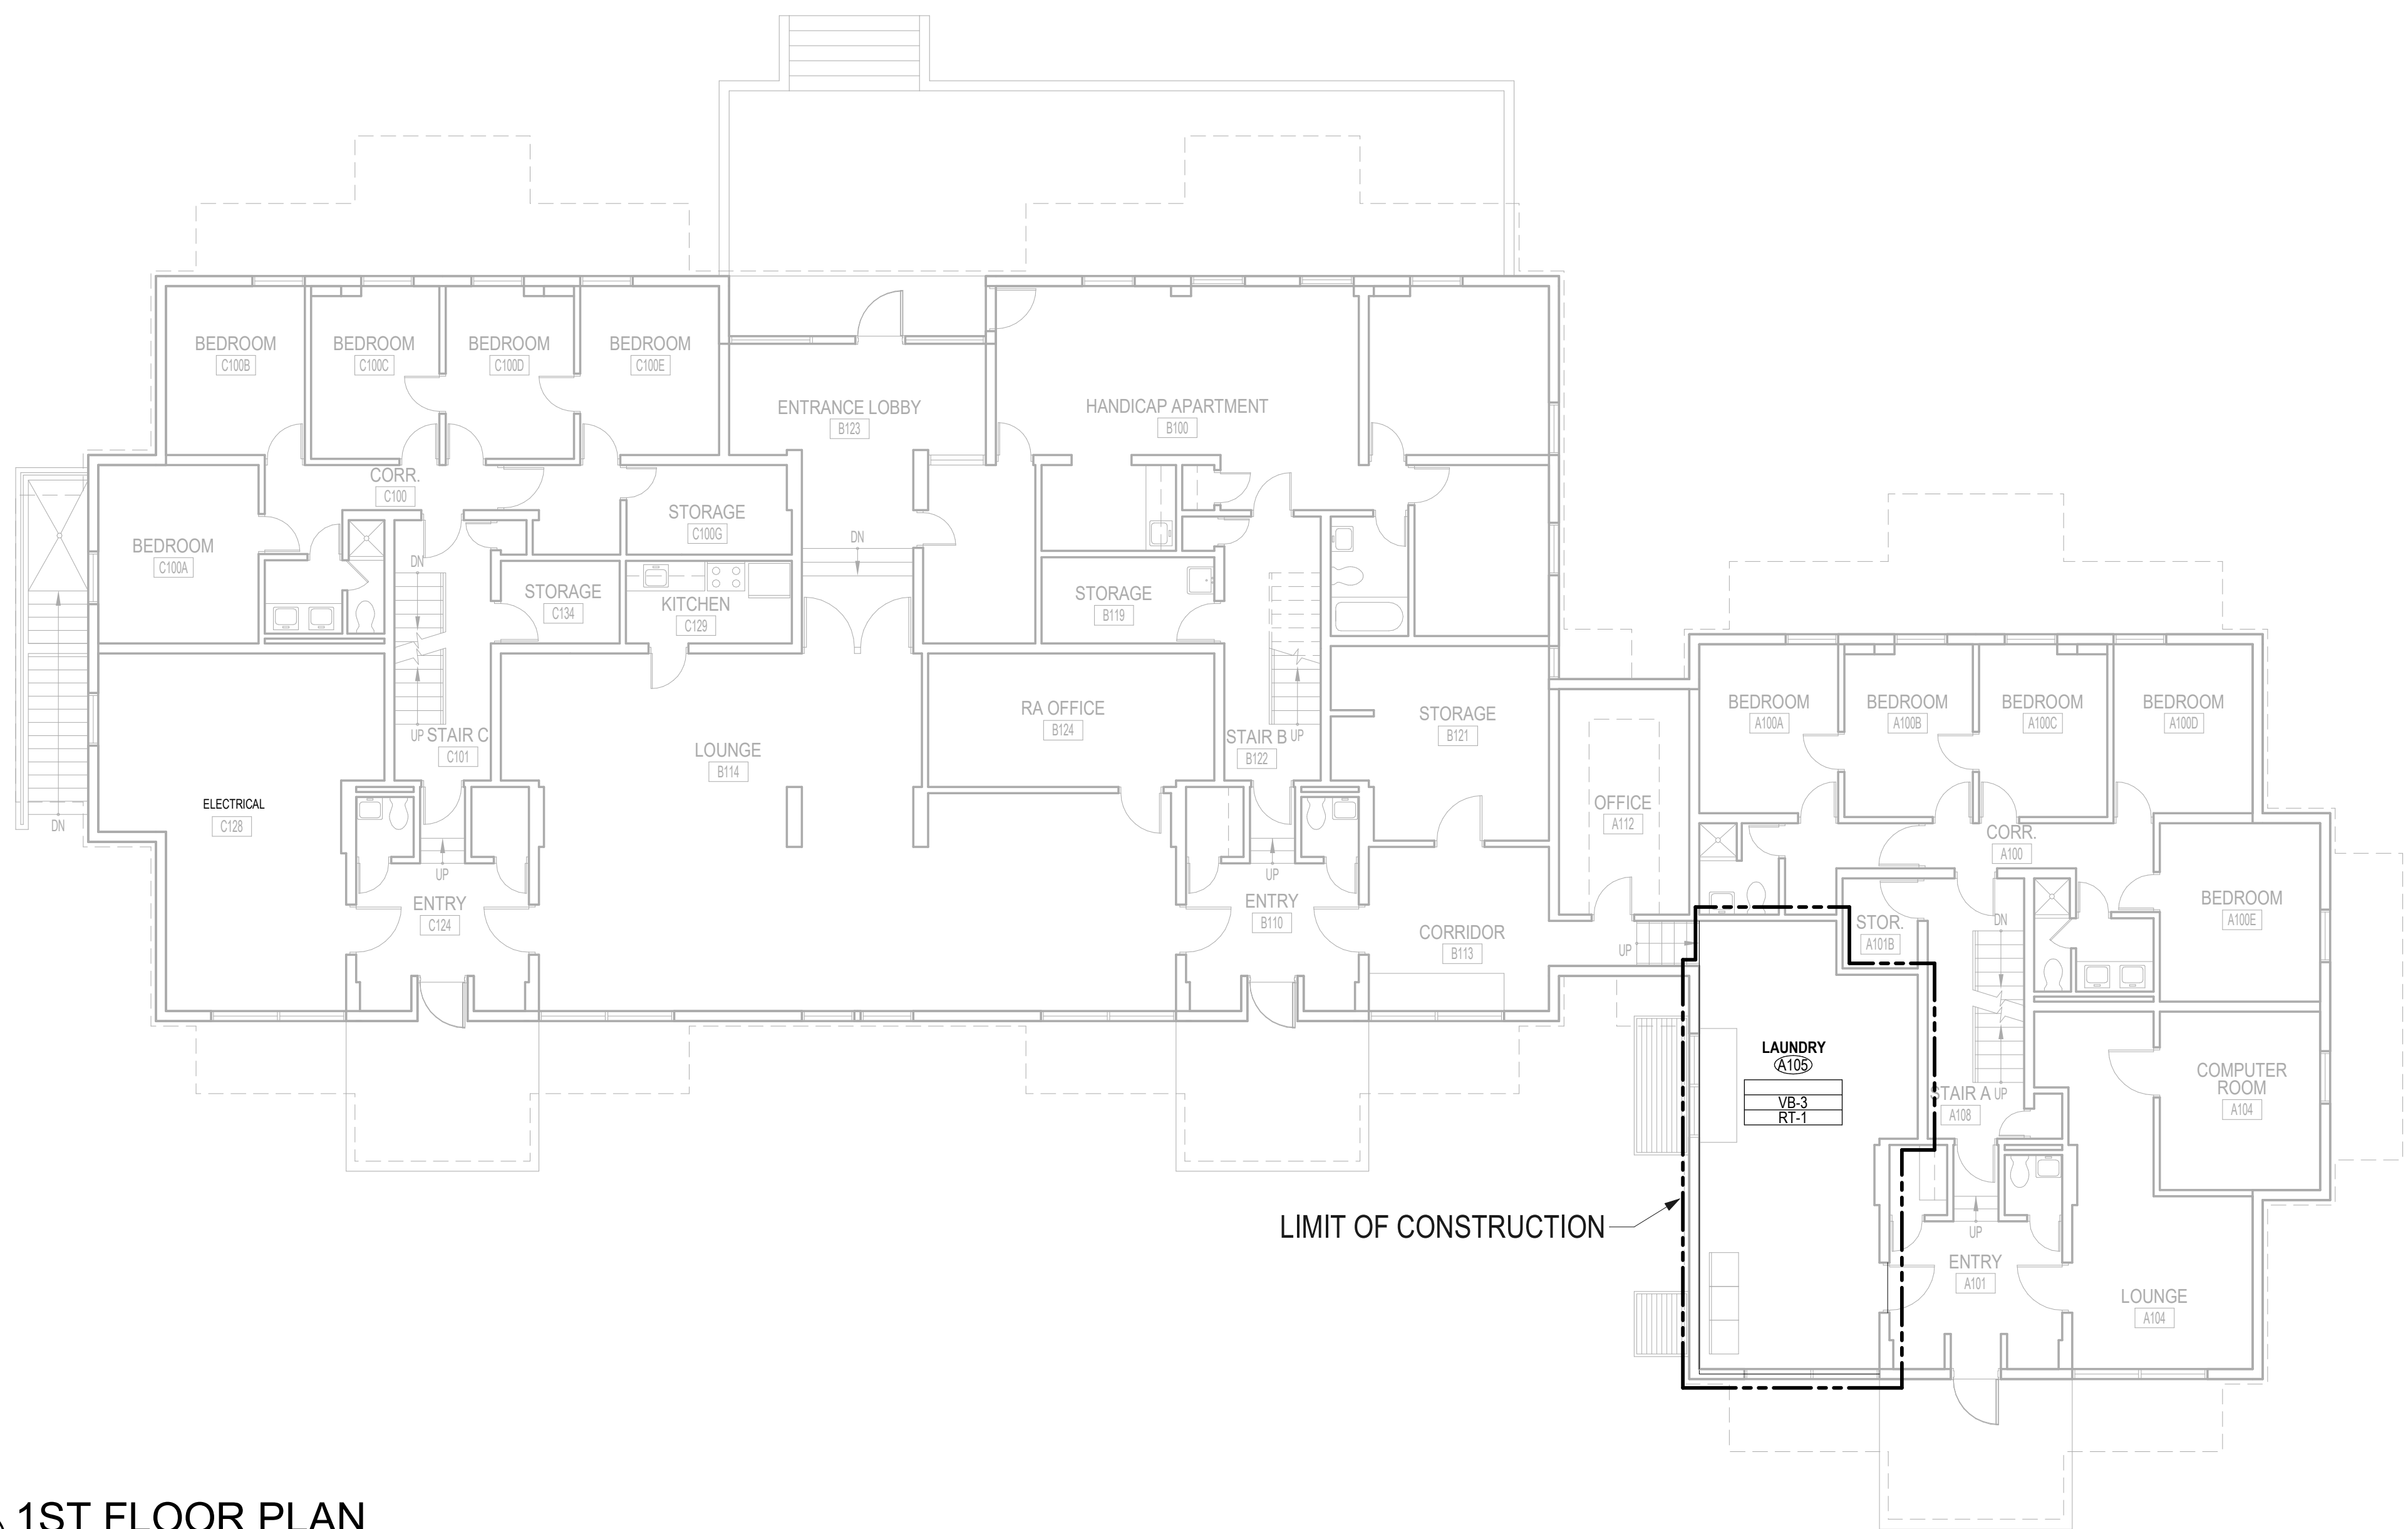 BEDROOM
C100B
BEDROOM
C100C
BEDROOM
C100D
BEDROOM
C100E
ENTRANCE LOBBY
B123
HANDICAP APARTMENT
B100
CORR.
C100
STORAGE
C100G
BEDROOM
C100A
DN
DN
STORAGE
C134
KITCHEN
C129
STORAGE
B119
UP
STAIR C
C101
LOUNGE
B114
RA OFFICE
B124
STAIR B
UP
B122
STORAGE
B121
BEDROOM
A100A
BEDROOM
A100B
BEDROOM
A100C
BEDROOM
A100D
ELECTRICAL
C128
DN
OFFICE
A112
CORR.
A100
UP
UP
ENTRY
C124
ENTRY
B110
CORRIDOR
B113
UP
STOR.
A101B
DN
BEDROOM
A100E
LAUNDRY
A105
VB-3
RT-1
STAIR A
UP
A108
COMPUTER
ROOM
A104
LIMIT OF CONSTRUCTION
UP
ENTRY
A101
LOUNGE
A104
1ST FLOOR PLAN